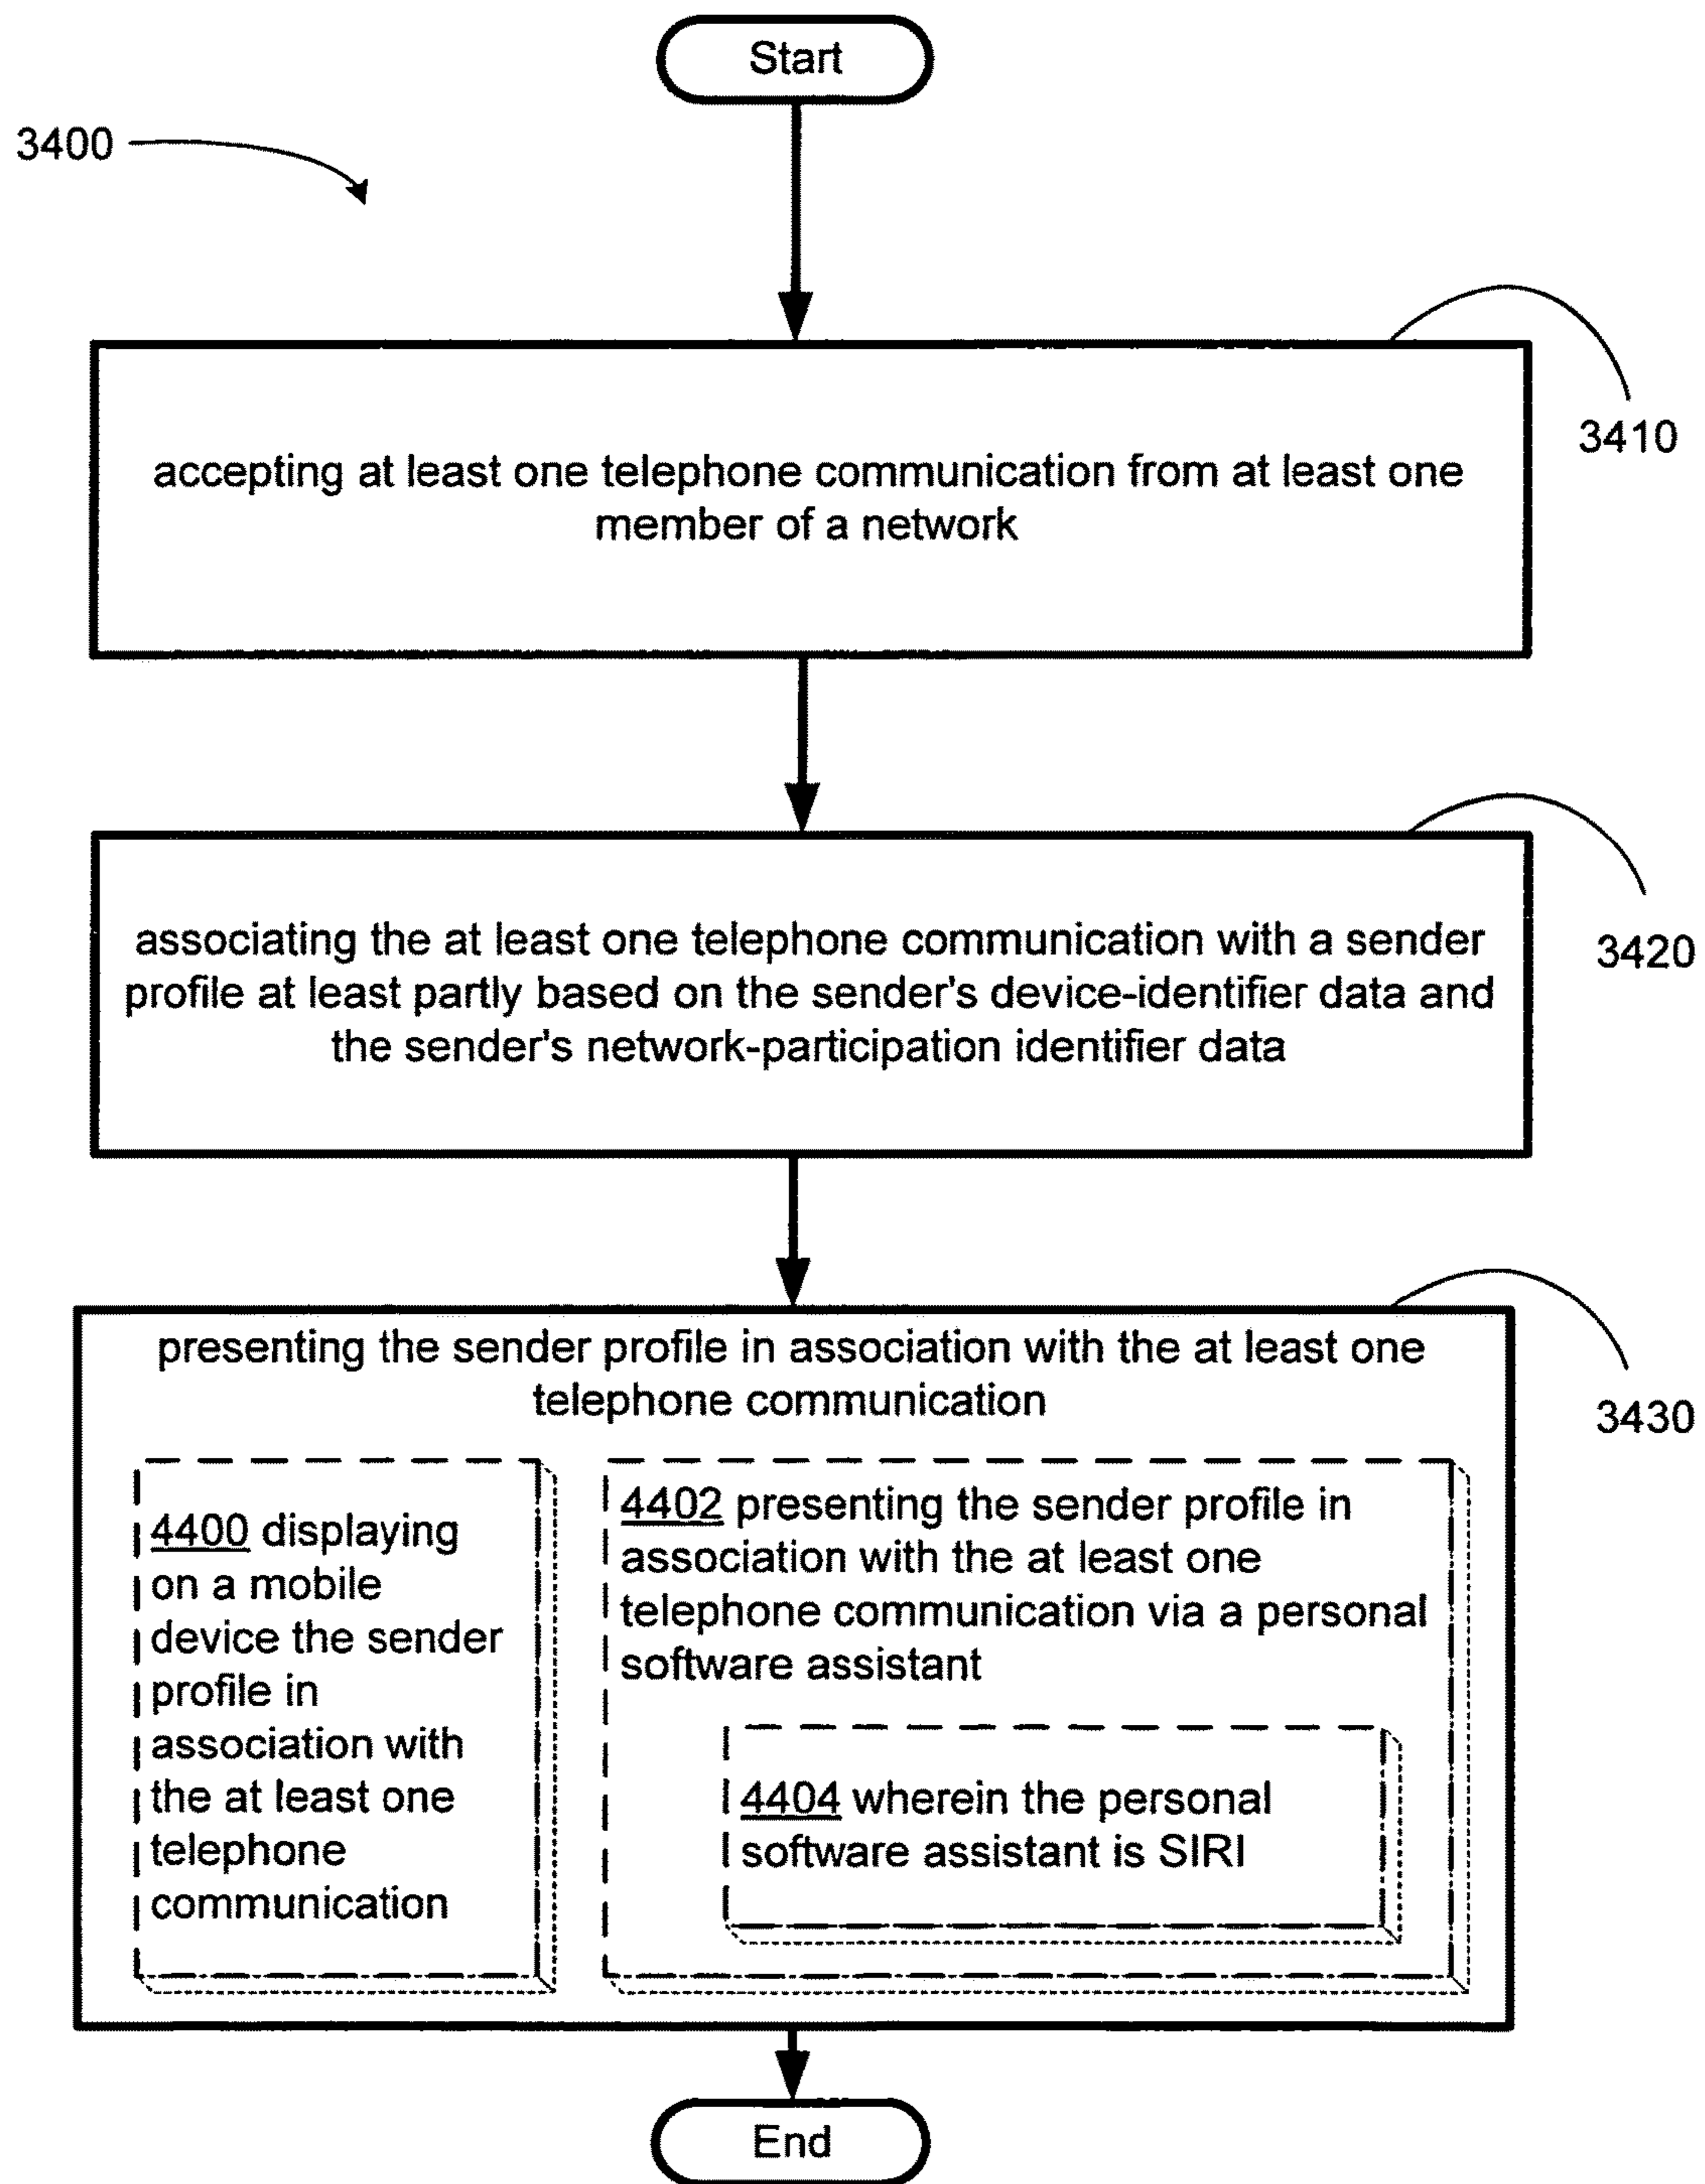 Start
3400
3410
accepting at least one telephone communication from at least one
member of a network
3420
associating the at least one telephone communication with a sender
profile at least partly based on the sender's device-identifier data and
the sender's network-participation identifier data
3430
presenting the sender profile in association with the at least one
telephone communication
4400 displaying
on a mobile
device the sender
profile in
association with
the at least one
telephone
communication
4402 presenting the sender profile in
association with the at least one
telephone communication via a personal
software assistant
4404 wherein the personal
software assistant is SIRI
End